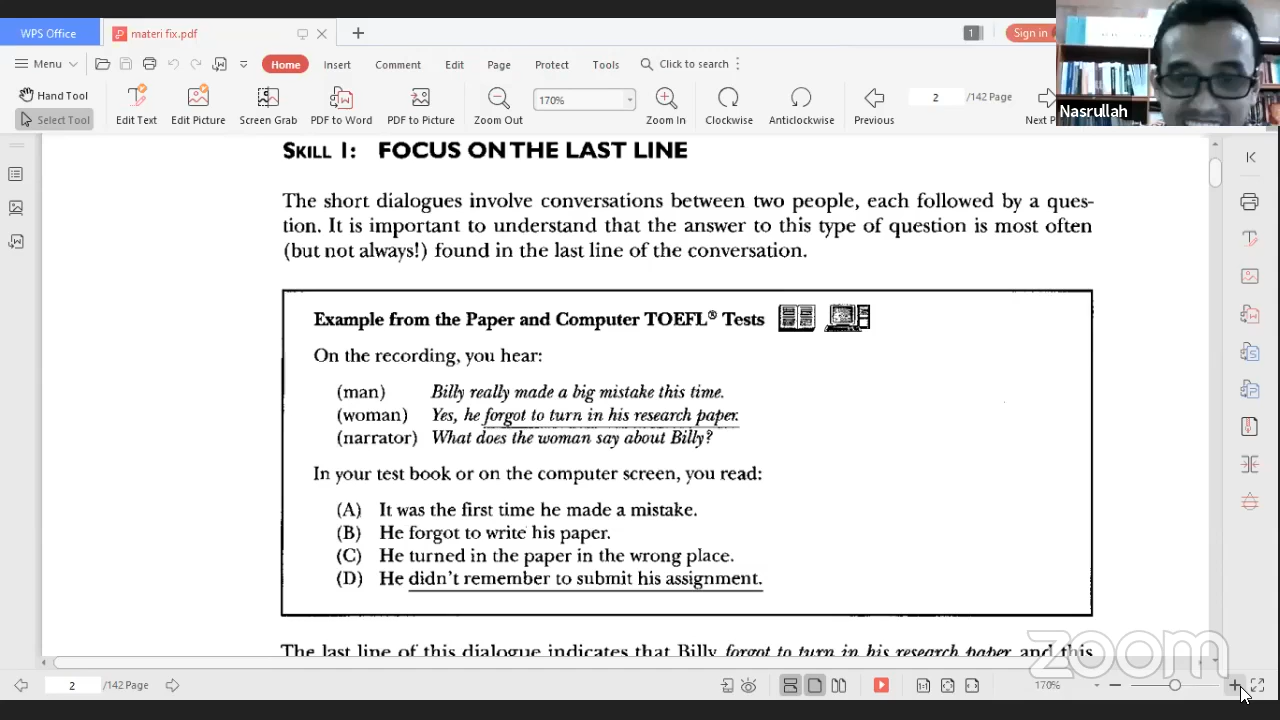 WPS Office
materi fix.pdf
1
Sign in
Menu
Home
Insert
Comment
Edit
Page
Protect
Tools
Click to search
Hand Tool
Select Tool
Edit Text
Edit Picture
Screen Grab
PDF to Word
PDF to Picture
Zoom Out
170%
Zoom In
Clockwise
Anticlockwise
Previous
2
/142 Page
Next P
Nasrullah
SKILL 1: FOCUS ON THE LAST LINE
The short dialogues involve conversations between two people, each followed by a ques-
tion. It is important to understand that the answer to this type of question is most often
(but not always!) found in the last line of the conversation.
Example from the Paper and Computer TOEFL® Tests
On the recording, you hear:
(man) Billy really made a big mistake this time.
(woman) Yes, he forgot to turn in his research paper.
(narrator) What does the woman say about Billy?
In your test book or on the computer screen, you read:
(A) It was the first time he made a mistake.
(B) He forgot to write his paper.
(C) He turned in the paper in the wrong place.
(D) He didn't remember to submit his assignment.
The last line of this dialogue indicates that Billy forgot to turn in his research paper and this
zoom
2 /142 Page
170%